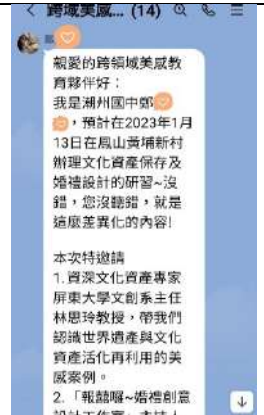 跨域美感... (14)
親愛的跨領域美感教
育夥伴好:
我是潮州國中鄭
,預計在2023年1月
13日在鳳山黃埔新村
辦理文化資產保存及
婚禮設計的研習~沒
錯,您沒聽錯,就是
這麼差異化的內容!
本次特邀請
1.資深文化資產專家
屏東大學文創系主任
林思玲教授,帶我們
認識世界遺產與文化
資產活化再利用的美
感案例。
2.「報囍囉~婚禮創意